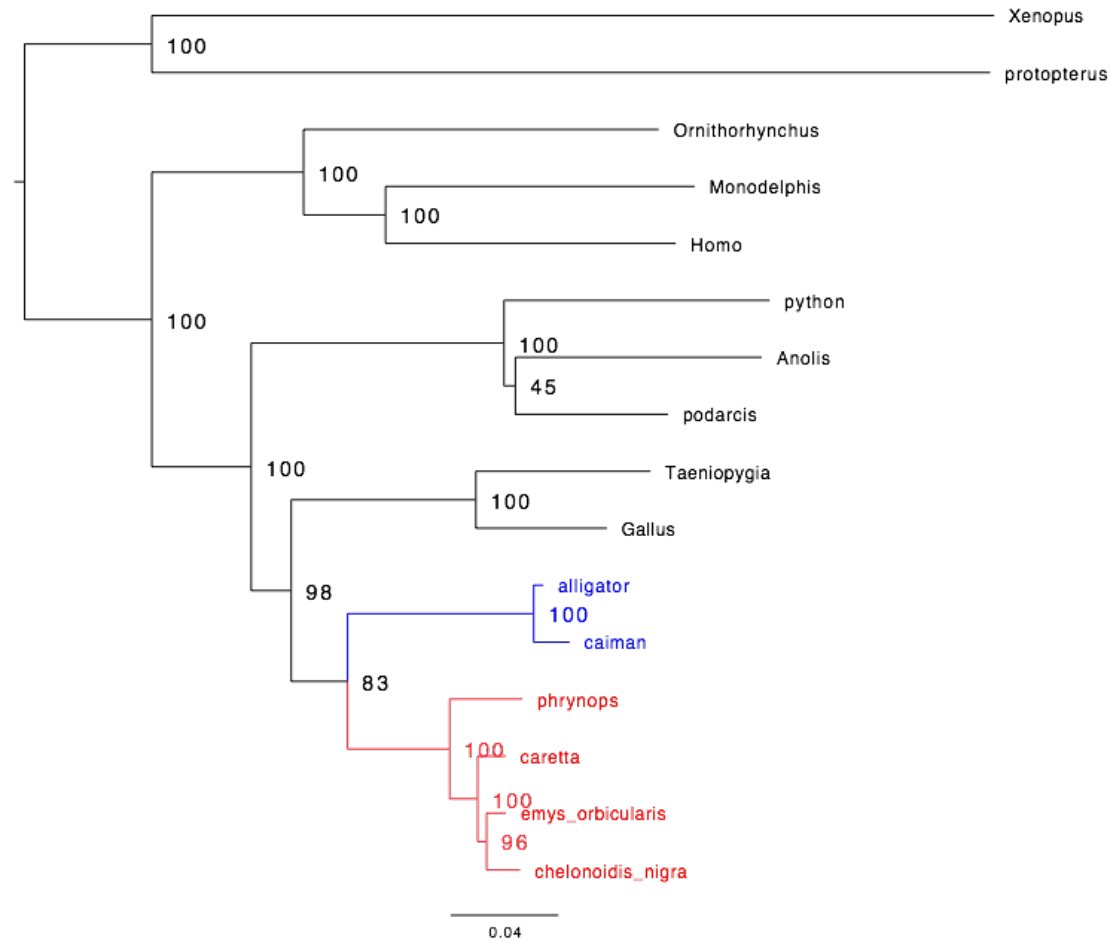 Xenopus
100
protopterus
Ornithorhynchus
100
Monodelphis
100
Homo
python
100
100
Anolis
45
podarcis
100
Taeniopygia
100
Gallus
alligator
98
100
caiman
83
phrynops
100
caretta
100
emys_orbicularis
96
chelonoidis_nigra
0.04